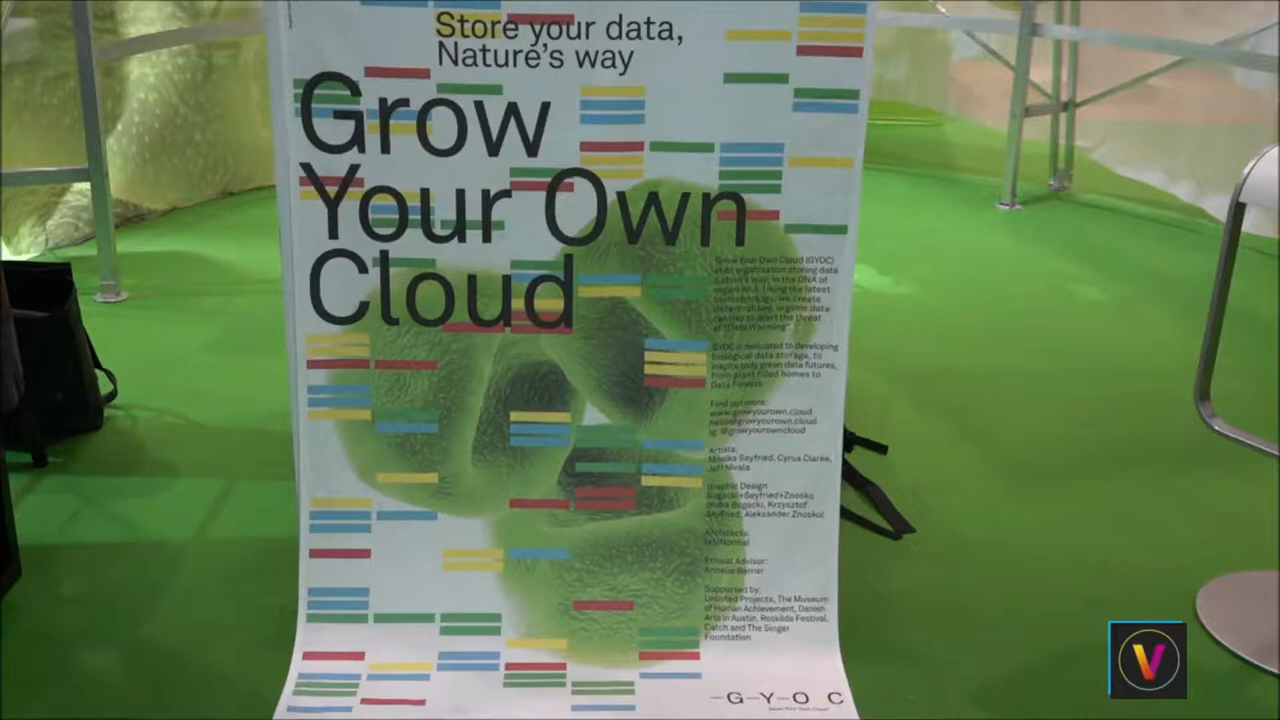 Store your data,
Nature's way
Grow
Your Own
Cloud
Grow Your Own Cloud (GYOC)
is an organization storing data
nature's way, in the DNA of
organisms. Using the latest
biotechnology, we create
decentralised, organic data
centres to avert the threat
of "Data Warming"
GYOC is dedicated to developing
biological data storage, to
inspire truly green data futures,
from plant filled homes to
Data Forests
Find out more:
www.growyourown.cloud
hello@growyourown.cloud
ig: @growyourowncloud
Artists:
Monika Seyfried, Cyrus Clarke,
Jeff Nivala
Graphic Design:
Bogacki+Seyfried+Znosko
(Kuba Bogacki, Krzysztof
Seyfried, Aleksander Znosko)
Architects:
Ethical Advisor:
Annelie Berner
Supported by:
Untitled Projects, The Museum
of Human Achievement, Danish
Arts in Austin, Roskilde Festival,
Catch and The Singer
Foundation
–G–Y–O C
V